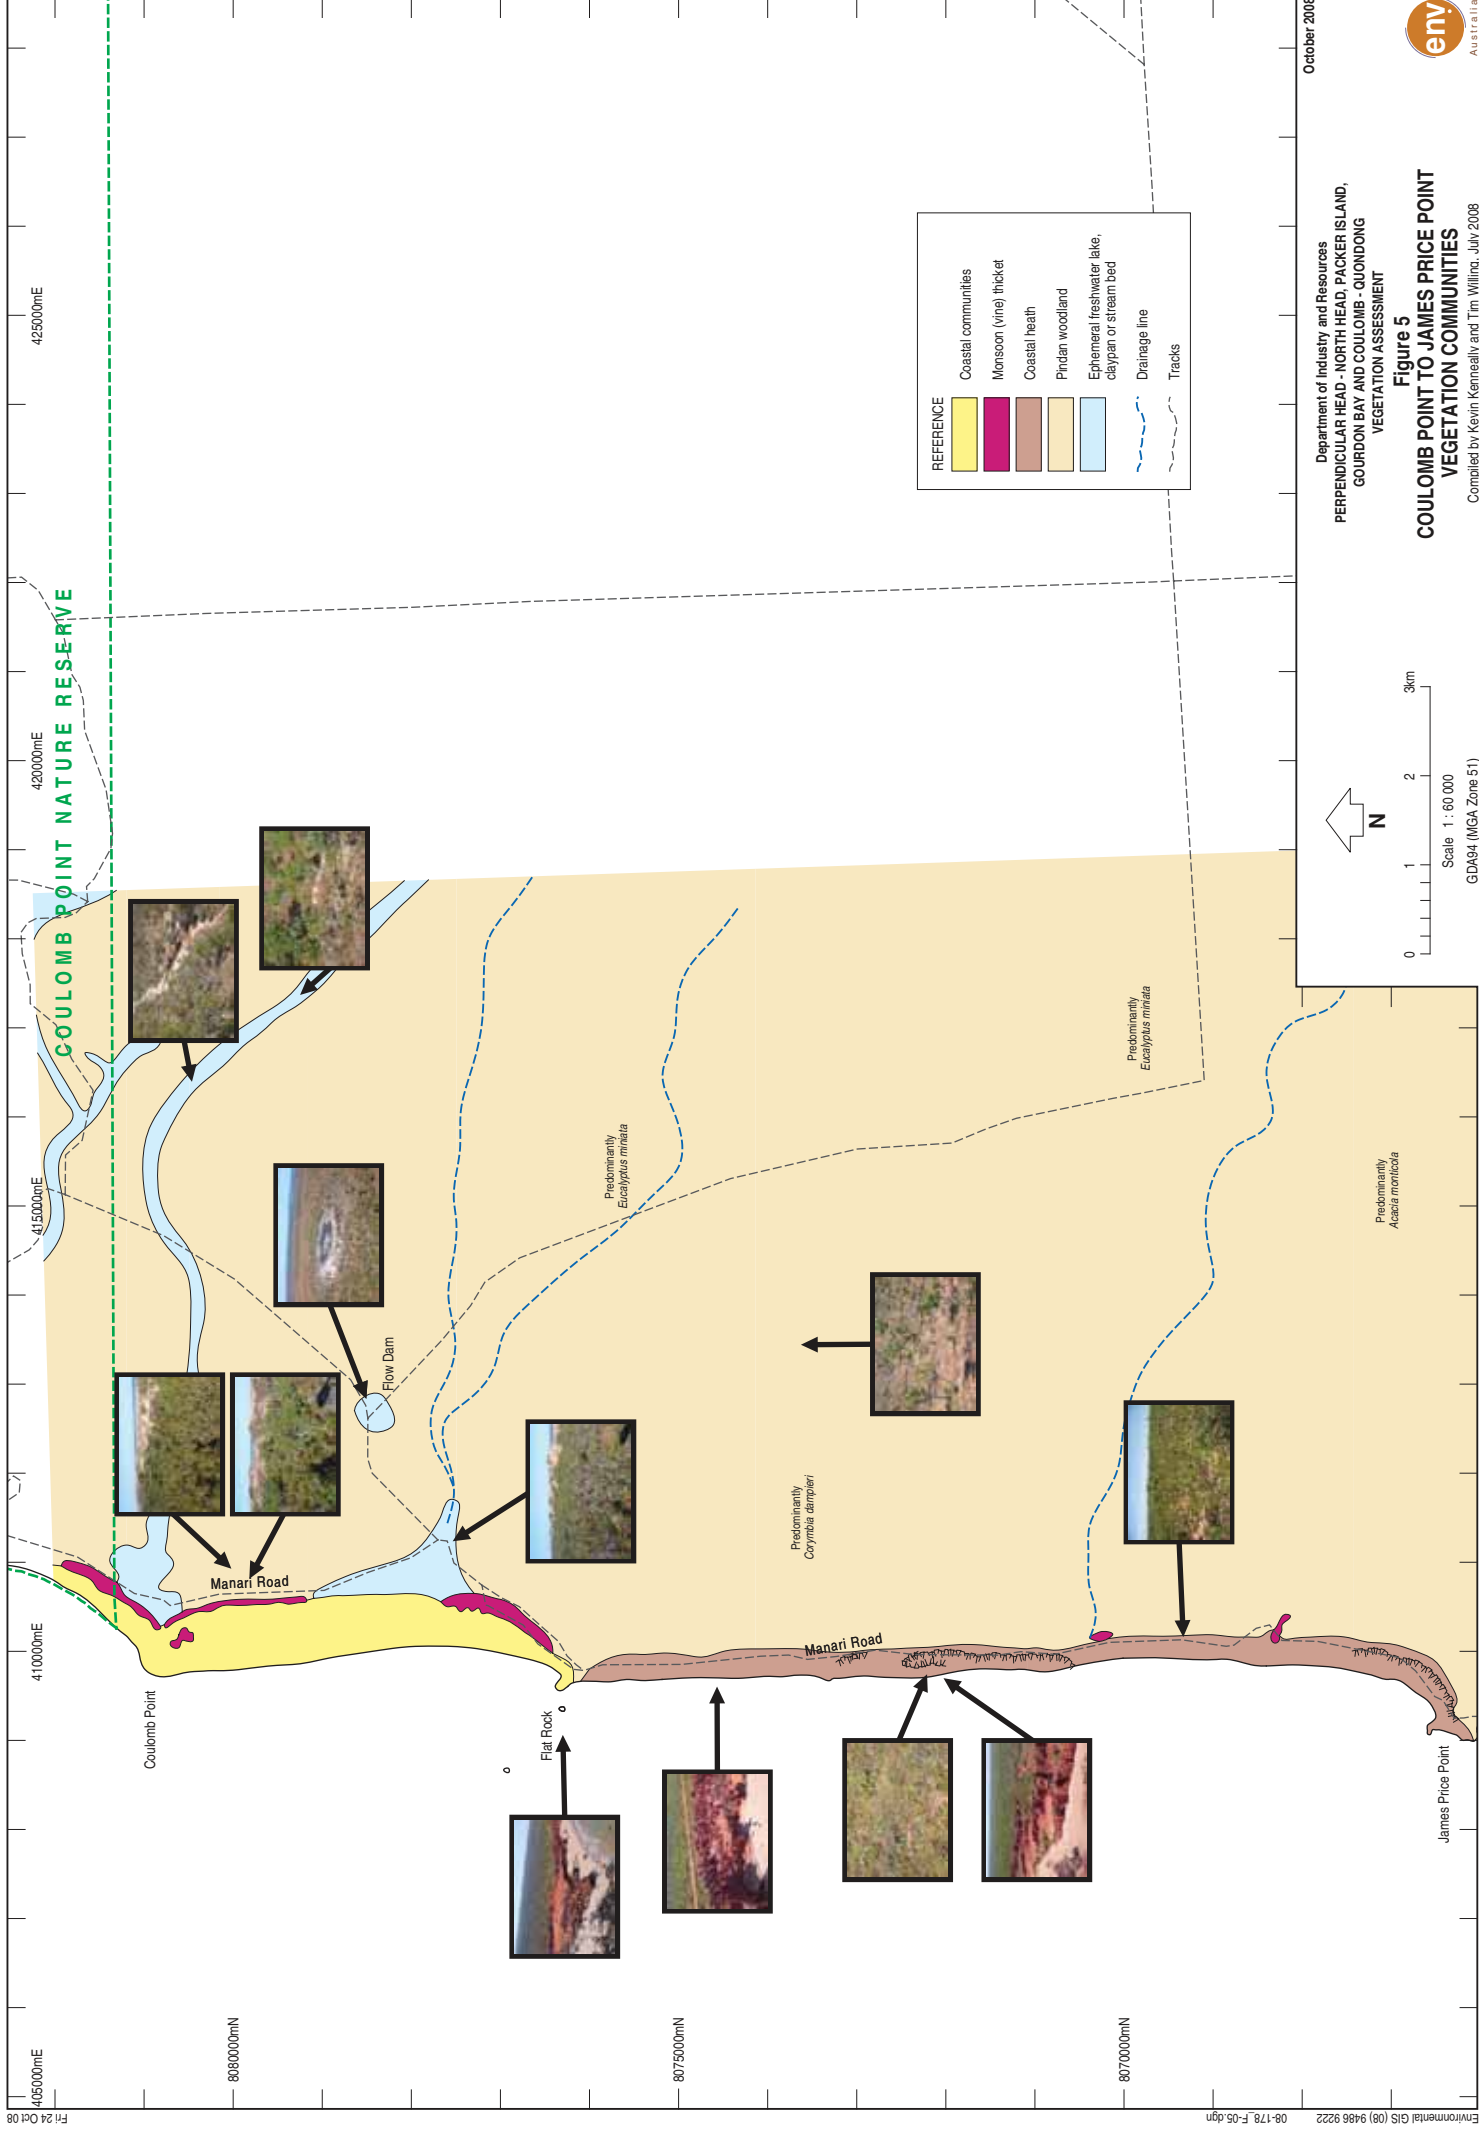 Fri 24 Oct 08
405000mE
410000mE
415000mE
420000mE
425000mE
COULOMB POINT NATURE RESERVE
8080000mN
8075000mN
8070000mN
Coulomb Point
Manari Road
Flow Dam
Flat Rock
Predominantly
Eucalyptus miniata
Predominantly
Corymbia dampieri
Manari Road
Predominantly
Eucalyptus miniata
Predominantly
Acacia monticola
James Price Point
REFERENCE
Coastal communities
Monsoon (vine) thicket
Coastal heath
Pindan woodland
Ephemeral freshwater lake,
claypan or stream bed
Drainage line
Tracks
N
0 1 2 3km
Scale 1 : 60 000
GDA94 (MGA Zone 51)
Department of Industry and Resources
PERPENDICULAR HEAD - NORTH HEAD, PACKER ISLAND,
GOURDON BAY AND COULOMB - QUONDONG
VEGETATION ASSESSMENT
Figure 5
COULOMB POINT TO JAMES PRICE POINT
VEGETATION COMMUNITIES
Compiled by Kevin Kenneally and Tim Willing, July 2008
October 2008
env
Australia
Environmental GIS (08) 9486 9222
08-178_F-05.dgn